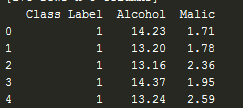 Class Label Alcohol Malic
0 1 14.23 1.71
1 1 13.20 1.78
2 1 13.16 2.36
3 1 14.37 1.95
4 1 13.24 2.59